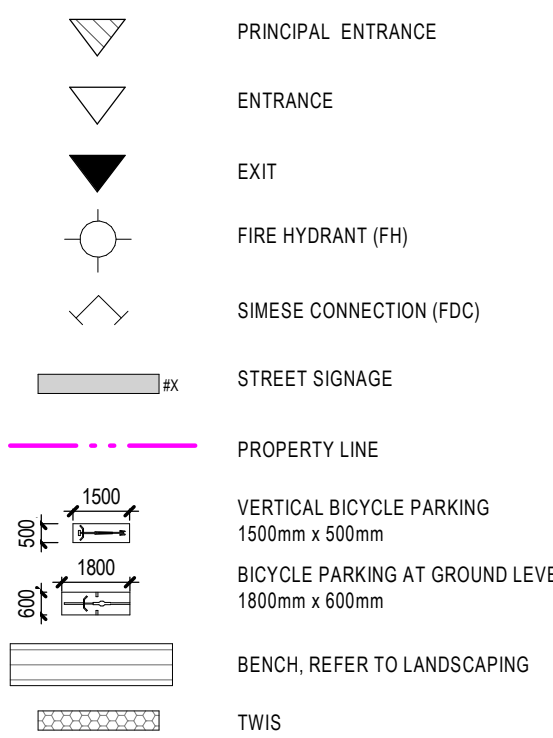 PRINCIPAL ENTRANCE
ENTRANCE
EXIT
FIRE HYDRANT (FH)
SIMESE CONNECTION (FDC)
#X STREET SIGNAGE
PROPERTY LINE
1500
500
VERTICAL BICYCLE PARKING
1500mm x 500mm
1800
600
BICYCLE PARKING AT GROUND LEVE
1800mm x 600mm
BENCH, REFER TO LANDSCAPING
TWIS